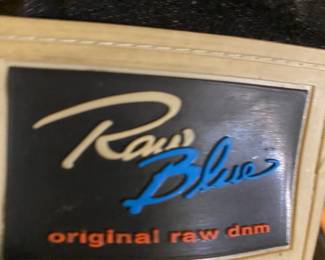 Raw
Blue
original raw dnm